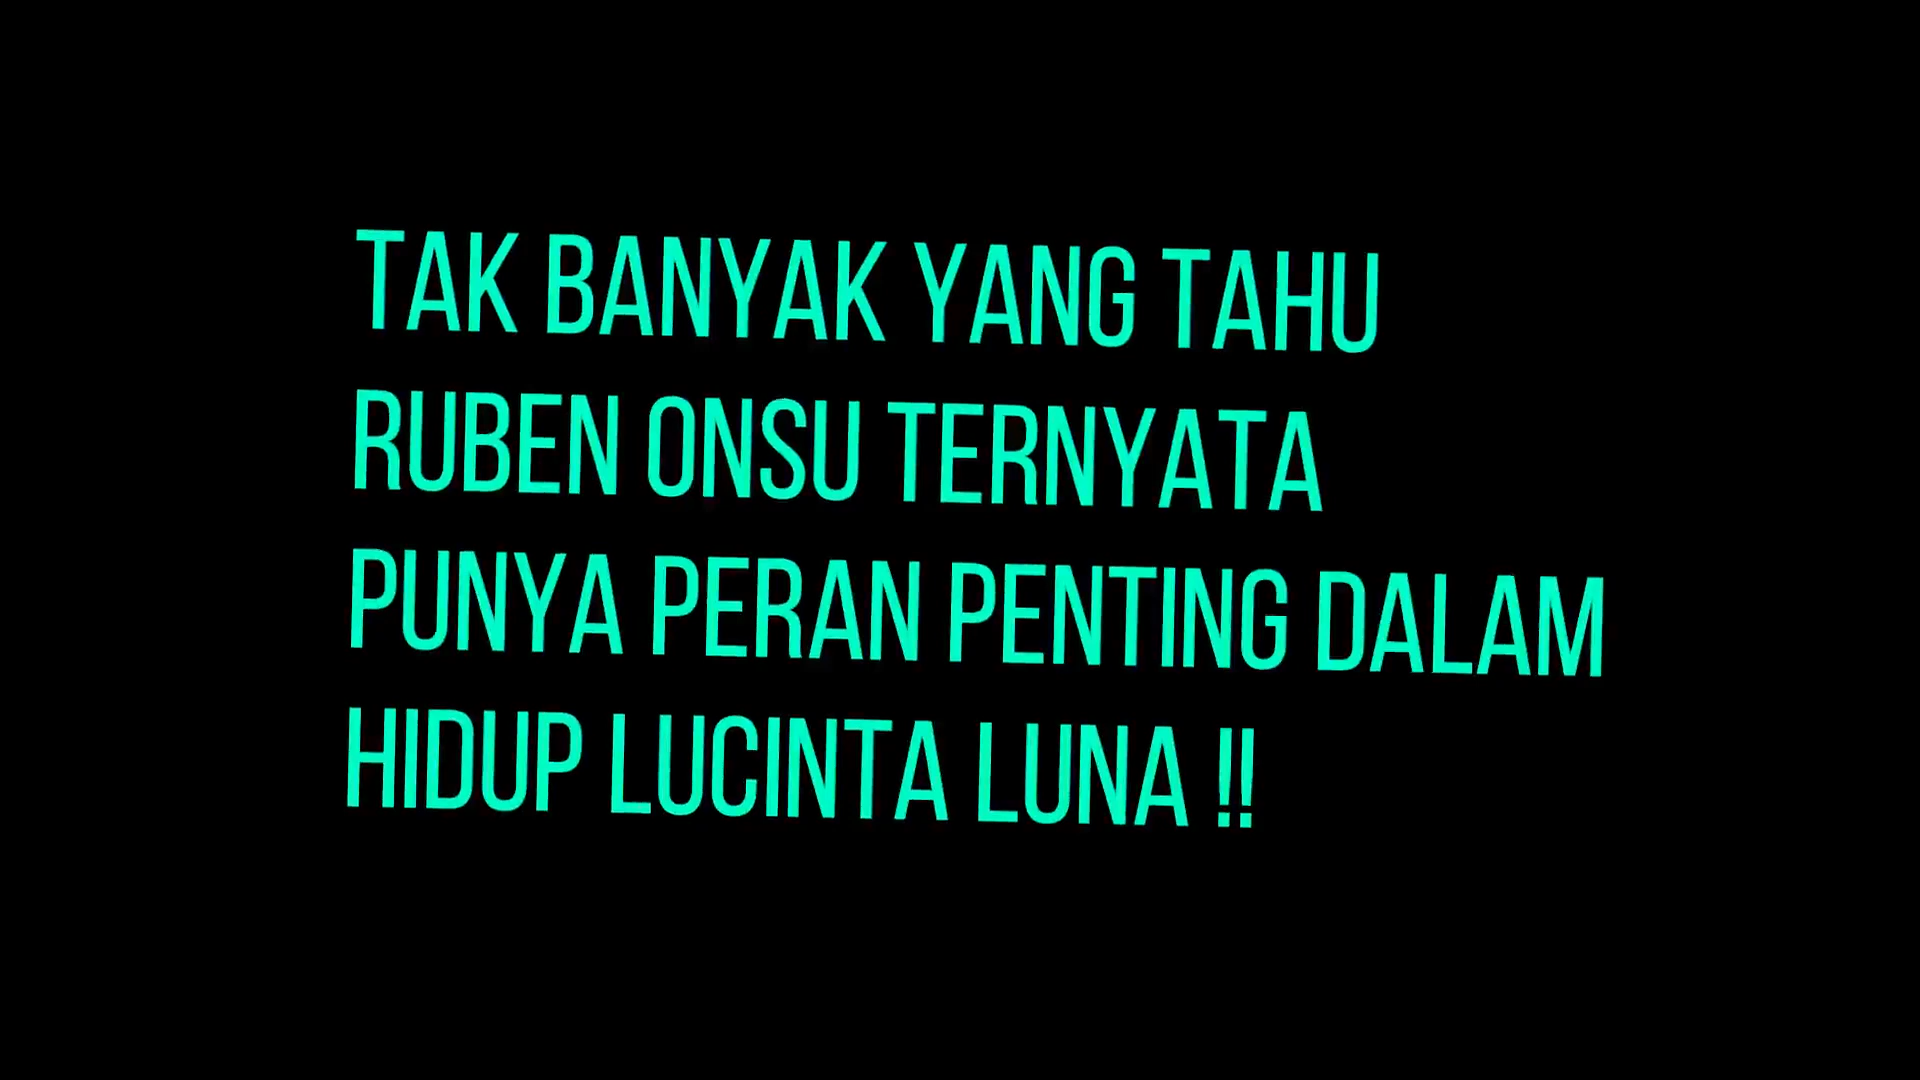 TAK BANYAK YANG TAHU
RUBEN ONSU TERNYATA
PUNYA PERAN PENTING DALAM
HIDUP LUCINTA LUNA !!